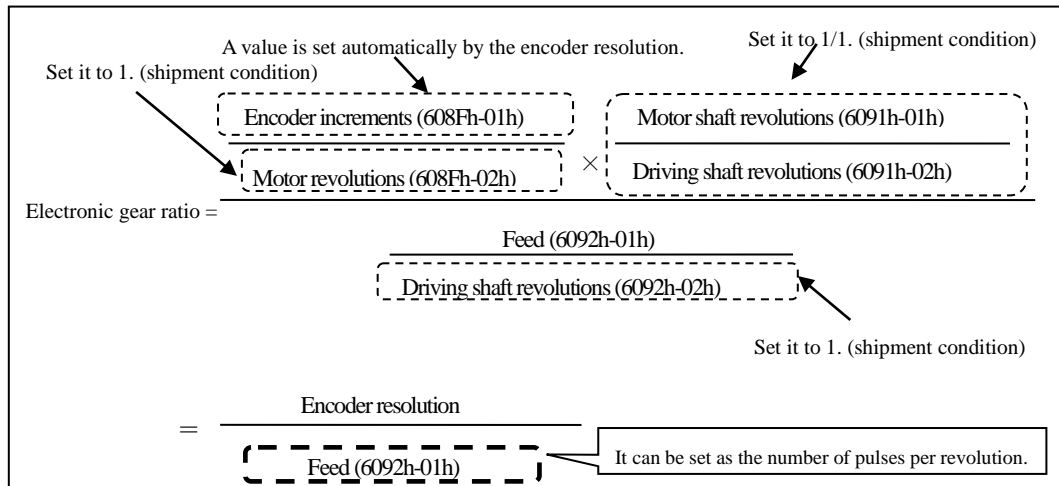 Set it to 1/1. (shipment condition)
A value is set automatically by the encoder resolution.
Set it to 1. (shipment condition)
Encoder increments (608Fh-01h)
Motor revolutions (608Fh-02h)
×
Motor shaft revolutions (6091h-01h)
Driving shaft revolutions (6091h-02h)
Electronic gear ratio =
Feed (6092h-01h)
Driving shaft revolutions (6092h-02h)
Set it to 1. (shipment condition)
=
Encoder resolution
Feed (6092h-01h)
It can be set as the number of pulses per revolution.